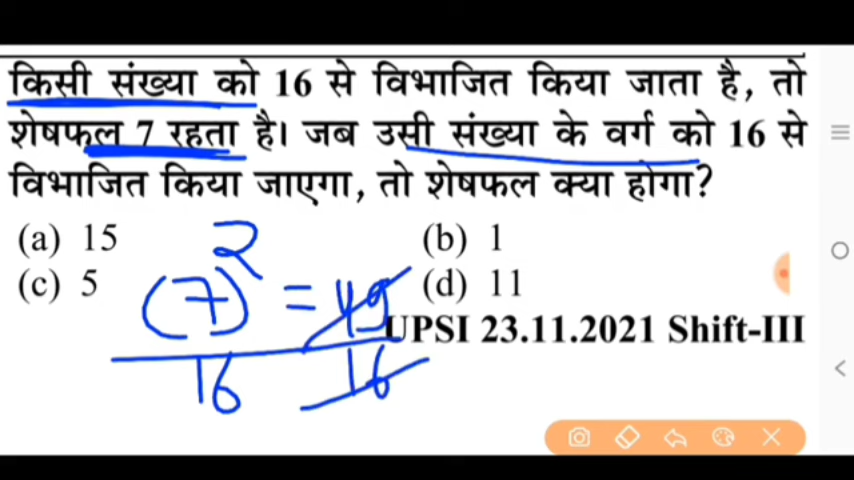 किसी संख्या को 16 से विभाजित किया जाता है, तो
शेषफल 7 रहता है। जब उसी संख्या के वर्ग को 16 से
विभाजित किया जाएगा, तो शेषफल क्या होगा?
(a) 15 (b) 1
(c) 5 (d) 11
(7)² = 49
16 16
UPSI 23.11.2021 Shift-III